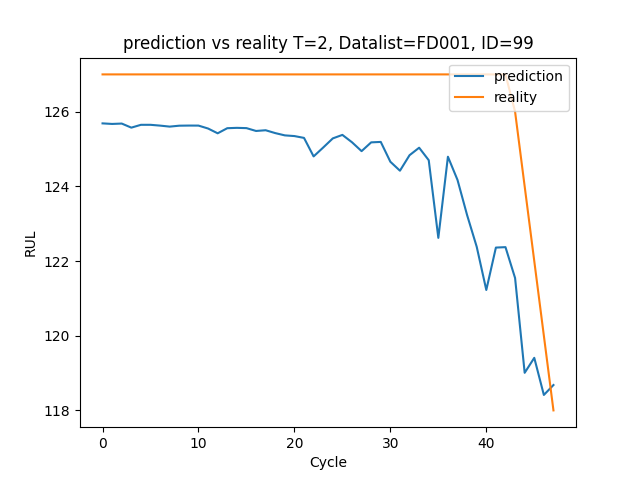 prediction vs reality T=2, Datalist=FD001, ID=99
prediction
reality
126
124
122
120
118
RUL
0 10 20 30 40
Cycle